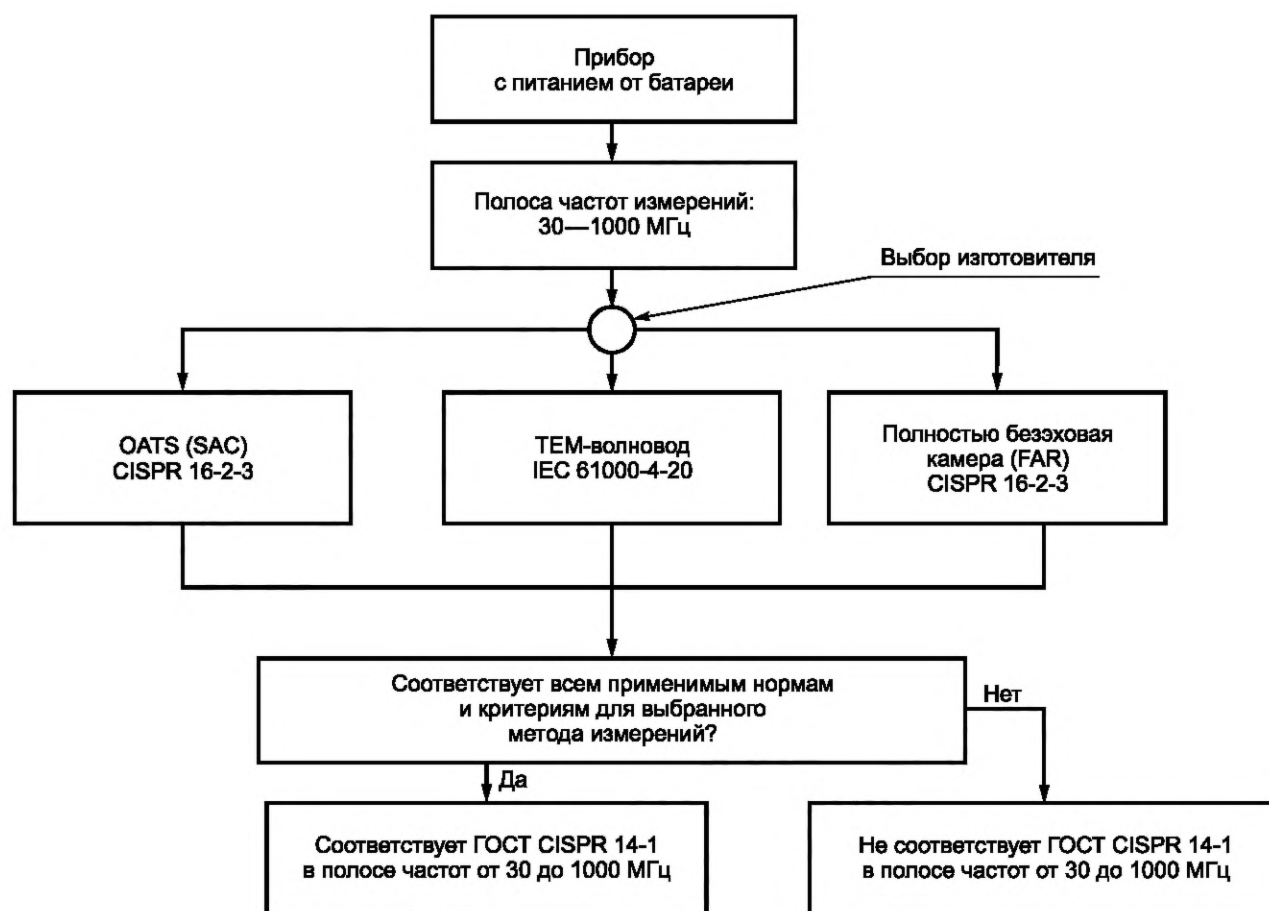 Прибор
с питанием от батареи
Полоса частот измерений:
30—1000 МГц
Выбор изготовителя
OATS (SAC)
CISPR 16-2-3
ТЕМ-волновод
IEC 61000-4-20
Полностью безэховая
камера (FAR)
CISPR 16-2-3
Соответствует всем применимым нормам
и критериям для выбранного
метода измерений?
Нет
Да
Соответствует ГОСТ CISPR 14-1
в полосе частот от 30 до 1000 МГц
Не соответствует ГОСТ CISPR 14-1
в полосе частот от 30 до 1000 МГц